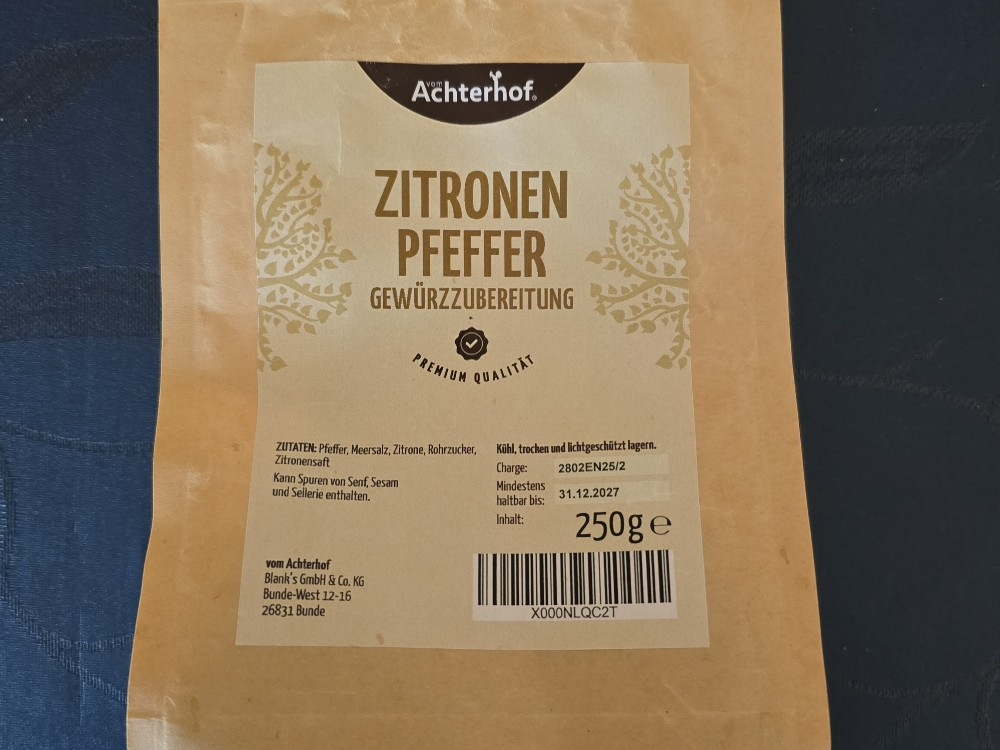 vom
Achterhof®
ZITRONEN
PFEFFER
GEWÜRZZUBEREITUNG
PREMIUM QUALITÄT
ZUTATEN: Pfeffer, Meersalz, Zitrone, Rohrzucker,
Zitronensaft
Kann Spuren von Senf, Sesam
und Sellerie enthalten.
Kühl, trocken und lichtgeschützt lagern.
Charge: 2802EN25/2
Mindestens
haltbar bis: 31.12.2027
Inhalt: 250g ℮
vom Achterhof
Blank's GmbH & Co. KG
Bunde-West 12-16
26831 Bunde
X000NLQC2T